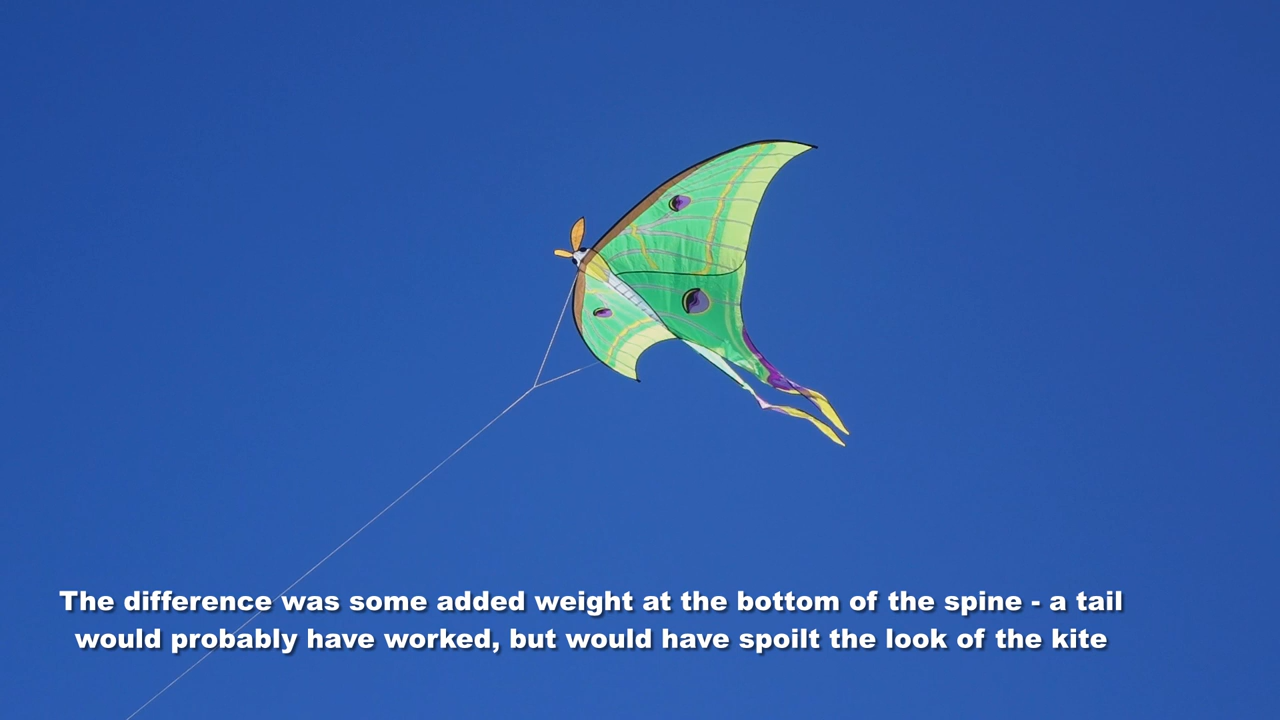 The difference was some added weight at the bottom of the spine - a tail
would probably have worked, but would have spoilt the look of the kite